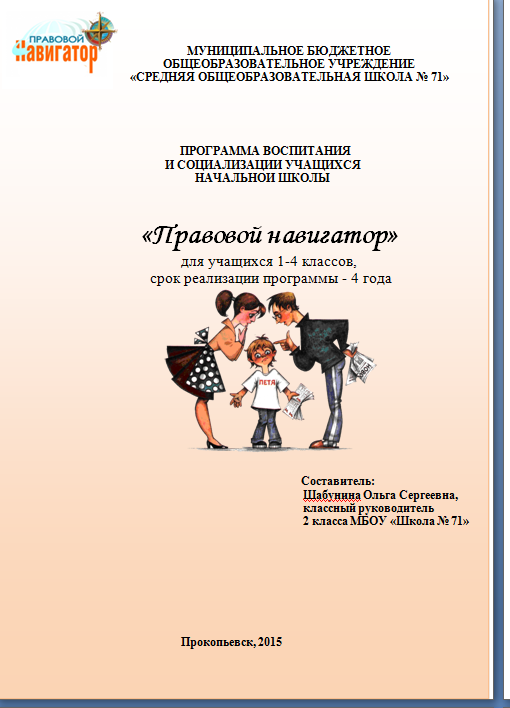 ПРАВОВОЙ
Навигатор
МУНИЦИПАЛЬНОЕ БЮДЖЕТНОЕ
ОБЩЕОБРАЗОВАТЕЛЬНОЕ УЧРЕЖДЕНИЕ
«СРЕДНЯЯ ОБЩЕОБРАЗОВАТЕЛЬНАЯ ШКОЛА № 71»
ПРОГРАММА ВОСПИТАНИЯ
И СОЦИАЛИЗАЦИИ УЧАЩИХСЯ
НАЧАЛЬНОЙ ШКОЛЫ
«Правовой навигатор»
для учащихся 1-4 классов,
срок реализации программы - 4 года
ПЕТЯ
Составитель:
Шабунина Ольга Сергеевна,
классный руководитель
2 класса МБОУ «Школа № 71»
Прокопьевск, 2015